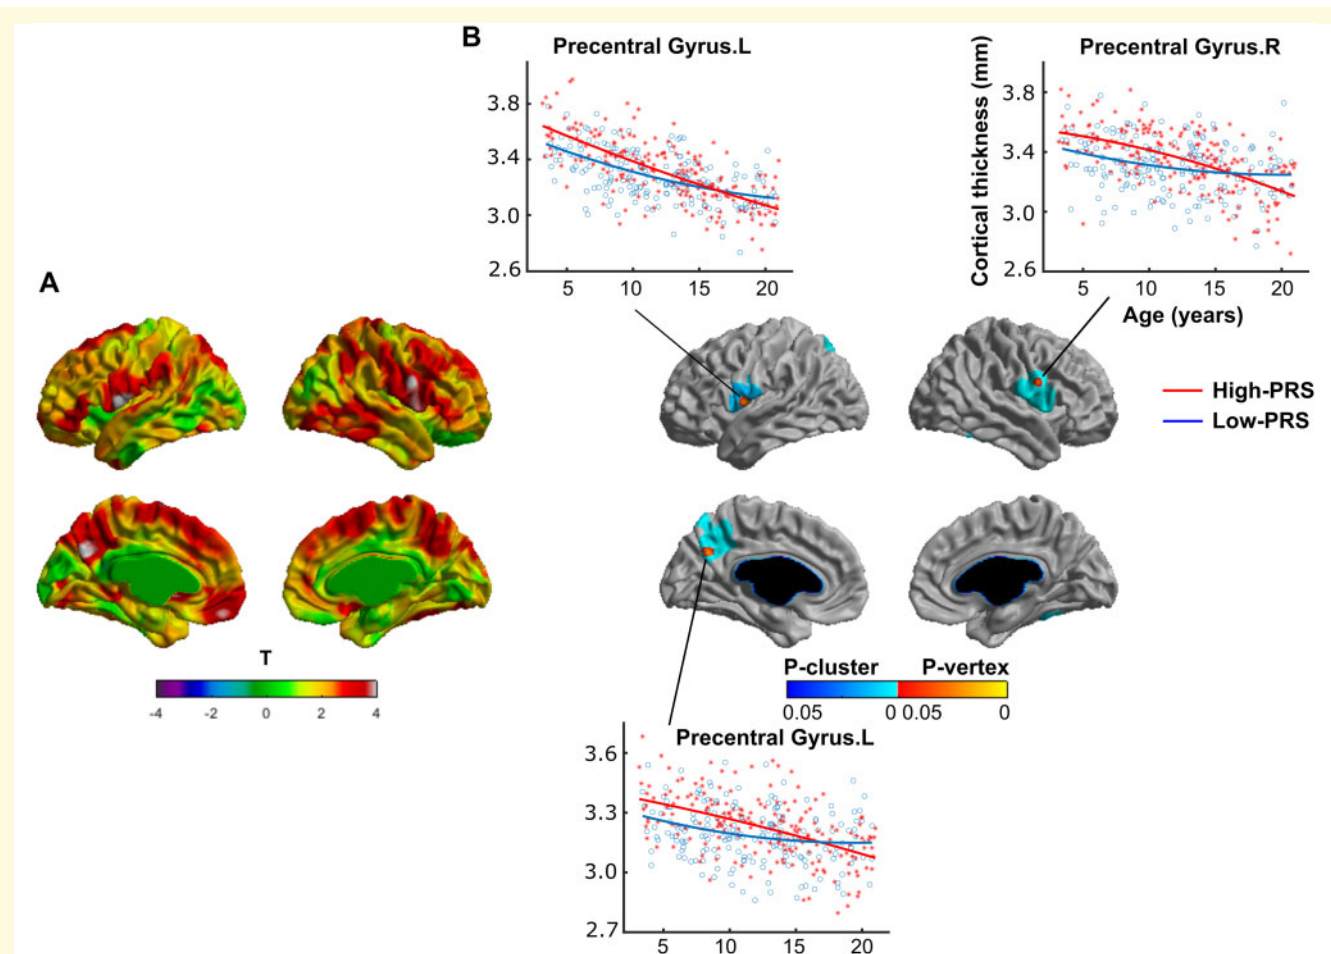 B
Precentral Gyrus.L
3.8
3.4
3.0
2.6
5 10 15 20
Precentral Gyrus.R
Cortical thickness (mm)
3.8
3.4
3.0
2.6
5 10 15 20
Age (years)
A
High-PRS
Low-PRS
T
-4 -2 0 2 4
P-cluster P-vertex
0.05 0 0.05 0
Precentral Gyrus.L
3.6
3.3
3.0
2.7
5 10 15 20